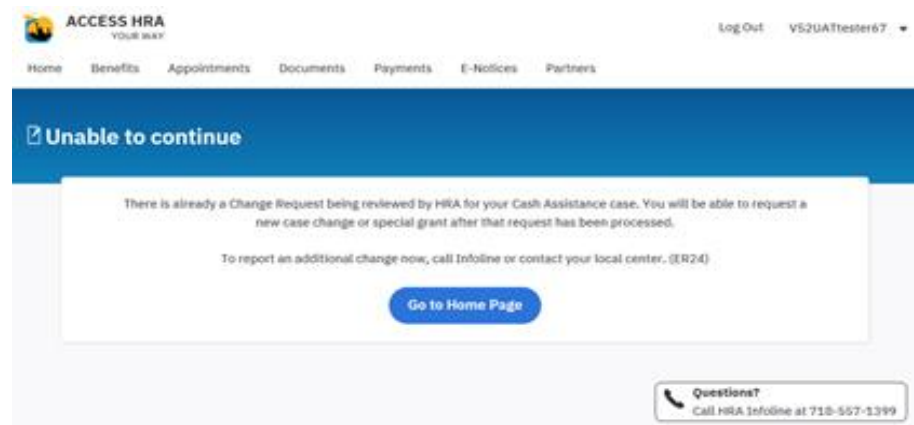 ACCESS HRA
YOUR WAY
Log Out V52UATtester67
Home Benefits Appointments Documents Payments E-Notices Partners
Unable to continue
There is already a Change Request being reviewed by HRA for your Cash Assistance case. You will be able to request a
new case change or special grant after that request has been processed.
To report an additional change now, call Infoline or contact your local center. (ER24)
Go to Home Page
Questions?
Call HRA Infoline at 718-557-1399